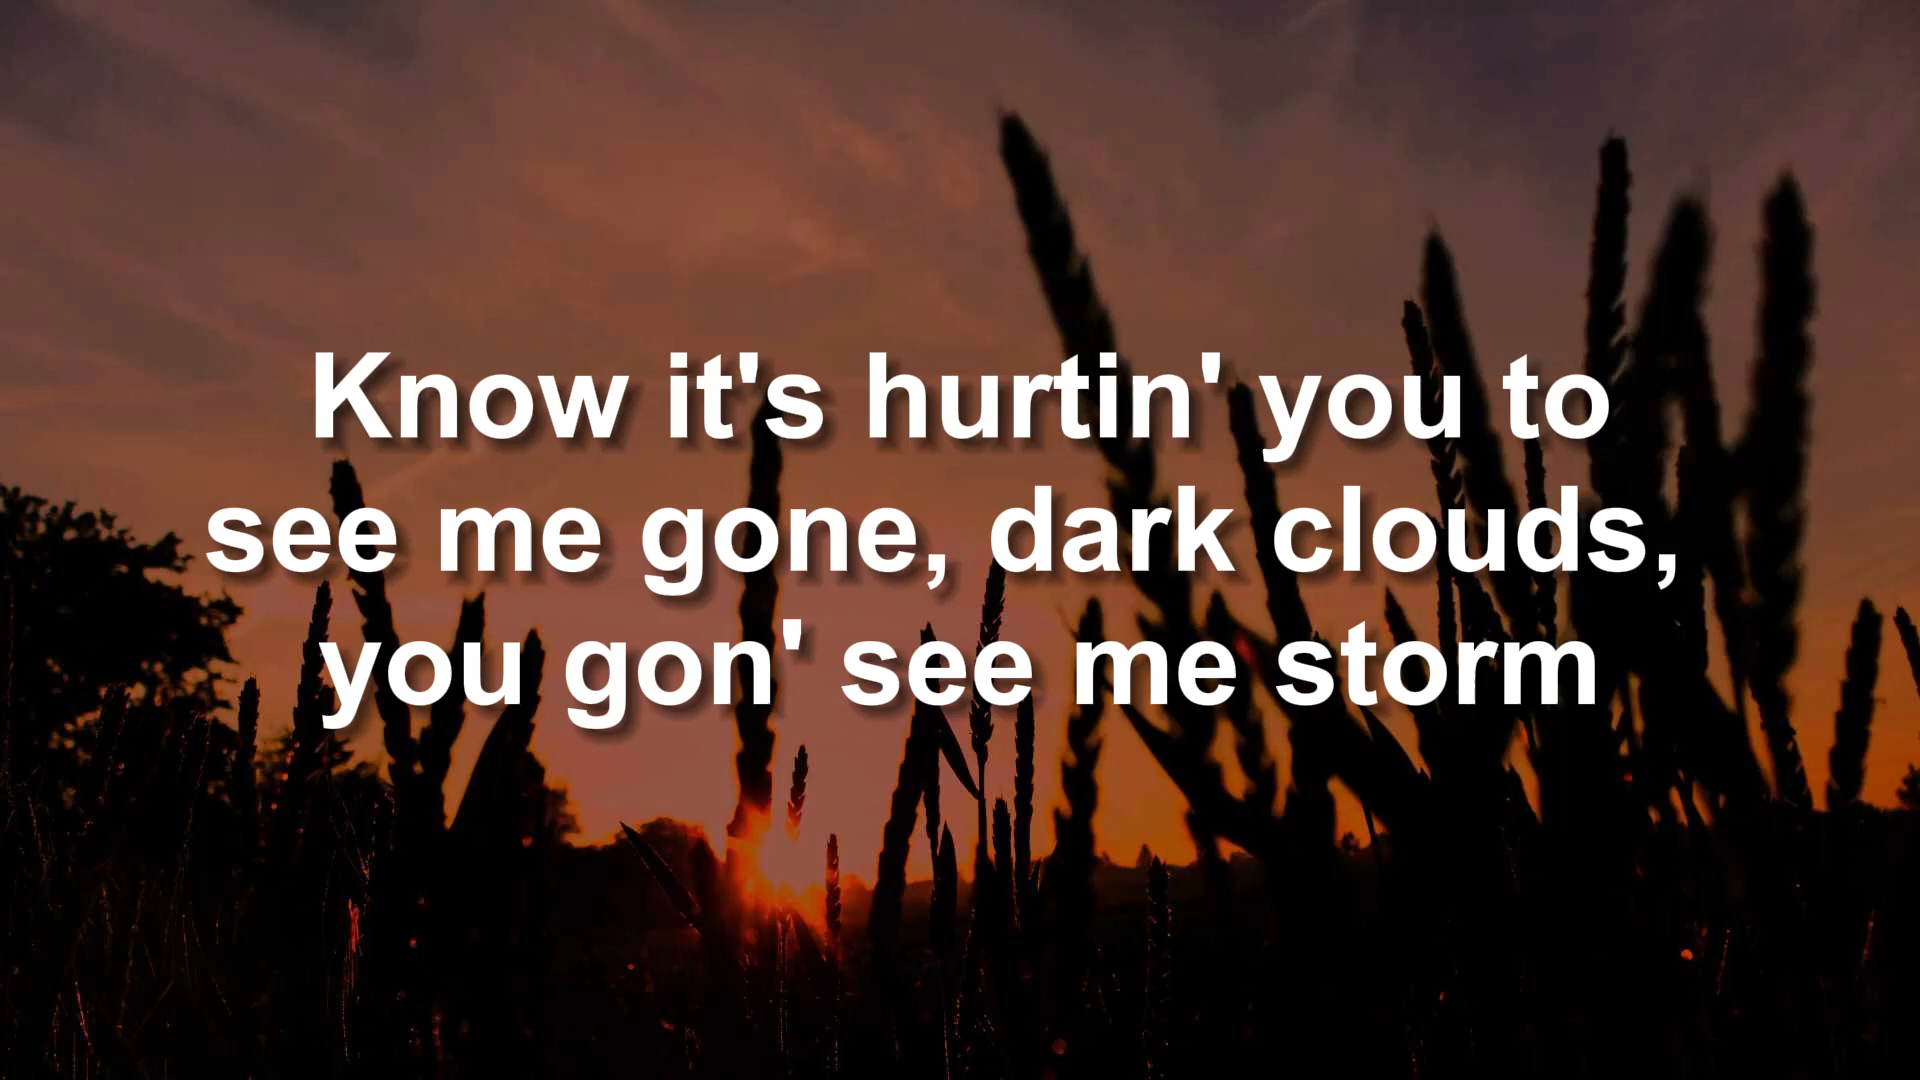 Know it's hurtin' you to
see me gone, dark clouds,
you gon' see me storm